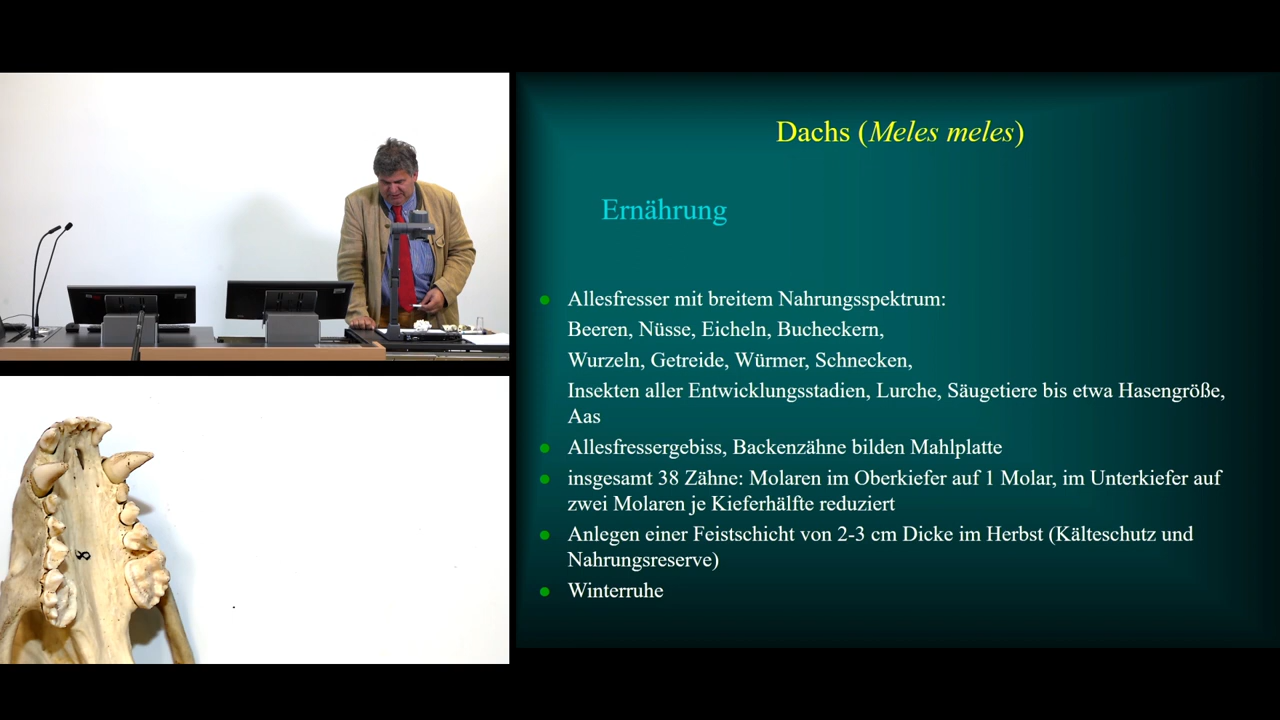 Dachs (Meles meles)
Ernährung
Allesfresser mit breitem Nahrungsspektrum:
Beeren, Nüsse, Eicheln, Bucheckern,
Wurzeln, Getreide, Würmer, Schnecken,
Insekten aller Entwicklungsstadien, Lurche, Säugetiere bis etwa Hasengröße,
Aas
Allesfressergebiss, Backenzähne bilden Mahlplatte
insgesamt 38 Zähne: Molaren im Oberkiefer auf 1 Molar, im Unterkiefer auf
zwei Molaren je Kieferhälfte reduziert
Anlegen einer Feistschicht von 2-3 cm Dicke im Herbst (Kälteschutz und
Nahrungsreserve)
Winterruhe